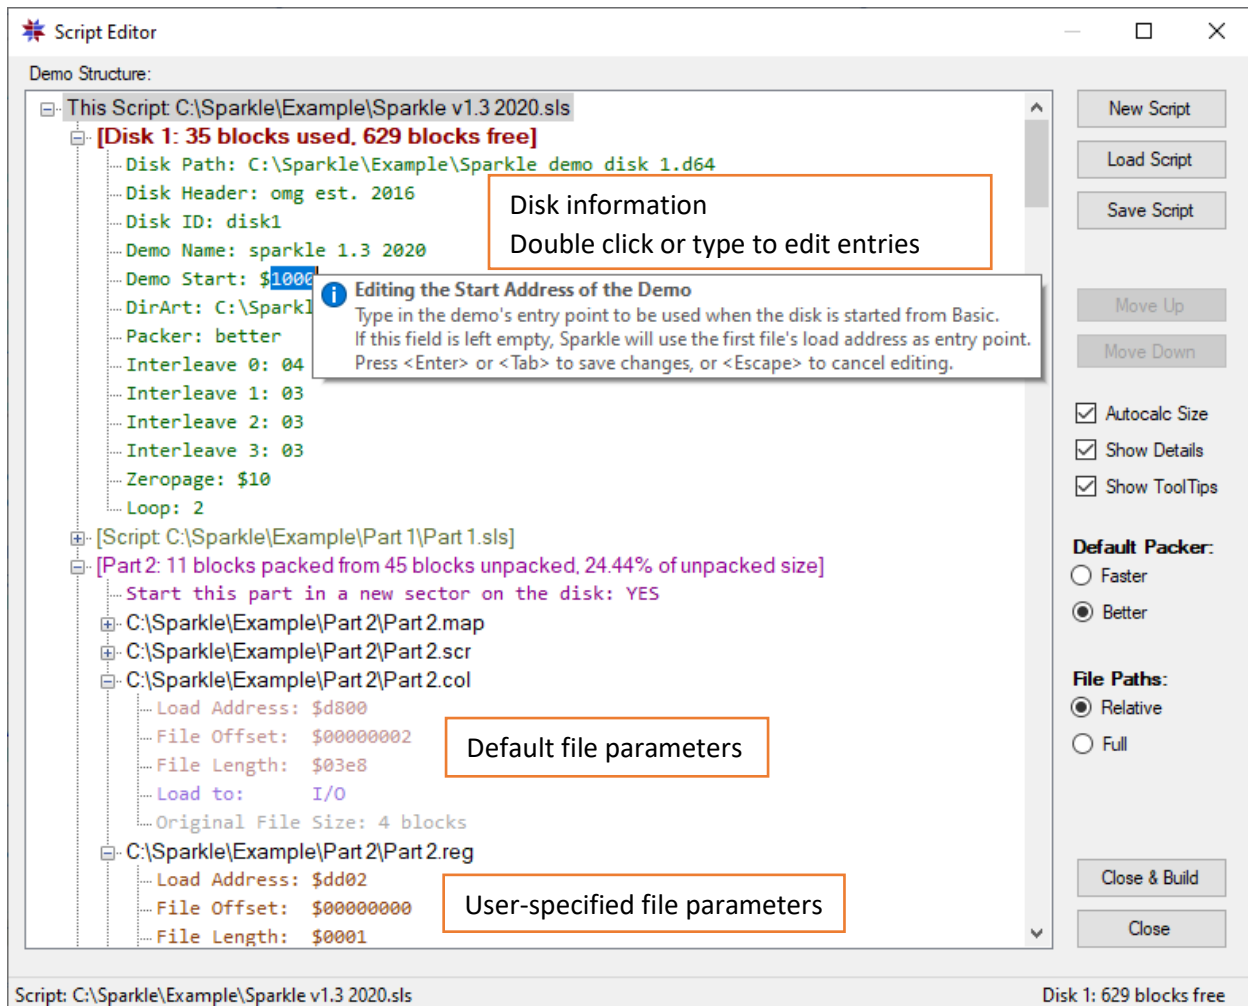 Script Editor
Demo Structure:
This Script: C:\Sparkle\Example\Sparkle v1.3 2020.sls
[Disk 1: 35 blocks used, 629 blocks free]
Disk Path: C:\Sparkle\Example\Sparkle demo disk 1.d64
Disk Header: omg est. 2016
Disk ID: disk1
Demo Name: sparkle 1.3 2020
Demo Start: $1000
DirArt: C:\Sparkl
Packer: better
Interleave 0: 04
Interleave 1: 03
Interleave 2: 03
Interleave 3: 03
Zeropage: $10
Loop: 2
Disk information
Double click or type to edit entries
Editing the Start Address of the Demo
Type in the demo's entry point to be used when the disk is started from Basic.
If this field is left empty, Sparkle will use the first file's load address as entry point.
Press <Enter> or <Tab> to save changes, or <Escape> to cancel editing.
[Script: C:\Sparkle\Example\Part 1\Part 1.sls]
[Part 2: 11 blocks packed from 45 blocks unpacked, 24.44% of unpacked size]
Start this part in a new sector on the disk: YES
C:\Sparkle\Example\Part 2\Part 2.map
C:\Sparkle\Example\Part 2\Part 2.scr
C:\Sparkle\Example\Part 2\Part 2.col
Load Address: $d800
File Offset: $00000002
File Length: $03e8
Load to: I/O
Original File Size: 4 blocks
Default file parameters
C:\Sparkle\Example\Part 2\Part 2.reg
Load Address: $dd02
File Offset: $00000000
File Length: $0001
User-specified file parameters
New Script
Load Script
Save Script
Move Up
Move Down
Autocalc Size
Show Details
Show ToolTips
Default Packer:
Faster
Better
File Paths:
Relative
Full
Close & Build
Close
Script: C:\Sparkle\Example\Sparkle v1.3 2020.sls
Disk 1: 629 blocks free